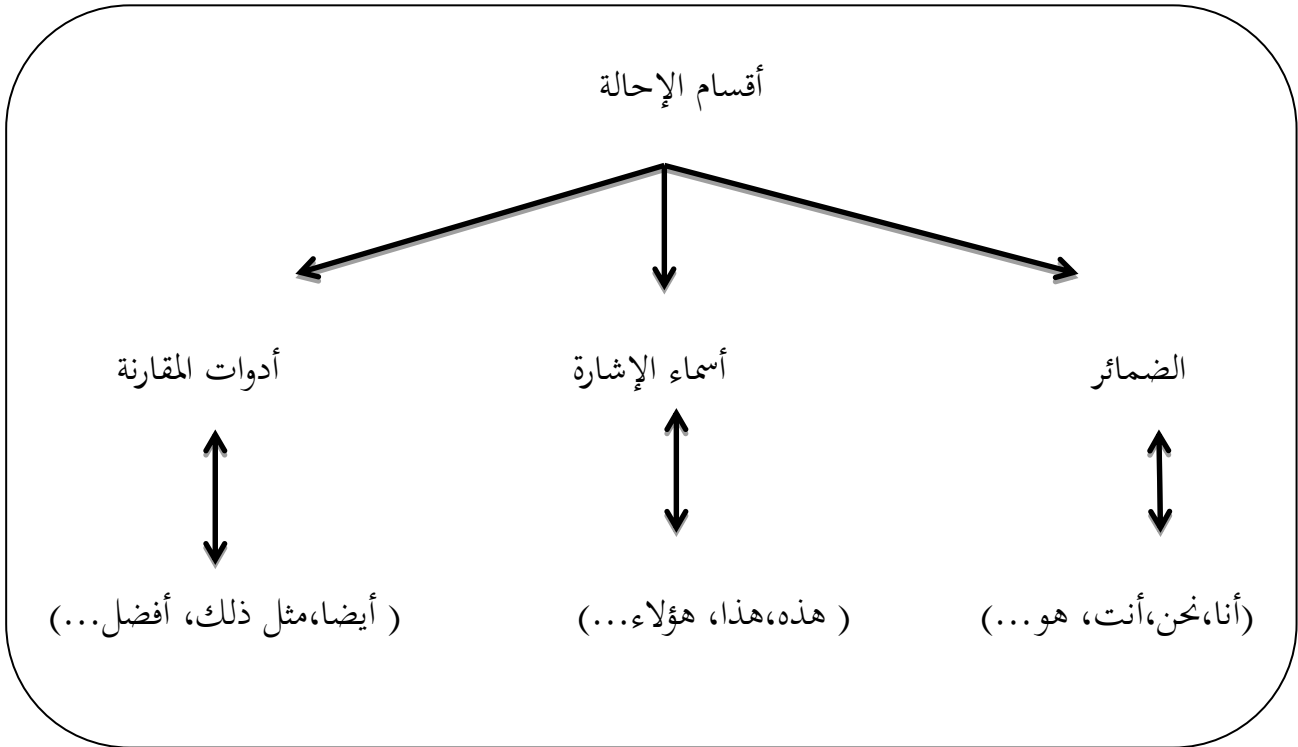 أقسام الإحالة
الضمائر
أسماء الإشارة
أدوات المقارنة
(أنا،نحن،أنت، هو...)
( هذه،هذا، هؤلاء...)
( أيضا،مثل ذلك، أفضل...)